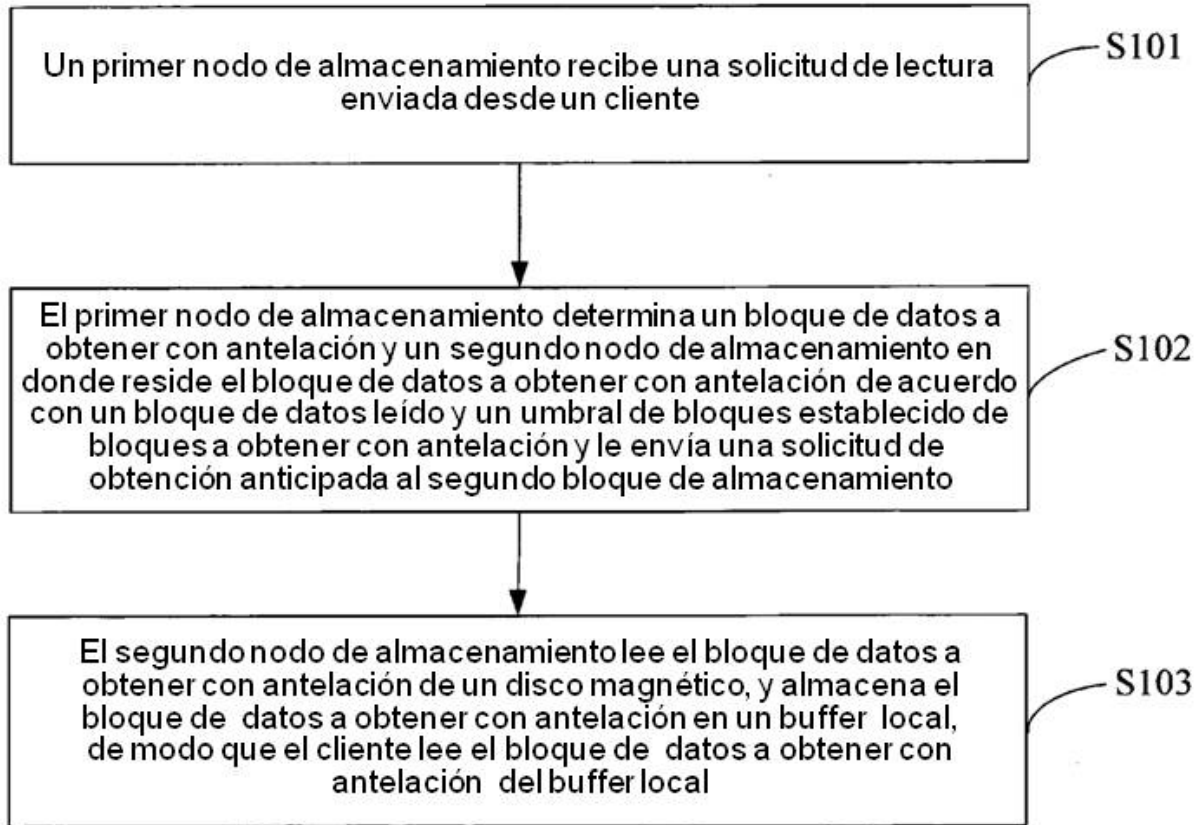 Un primer nodo de almacenamiento recibe una solicitud de lectura
enviada desde un cliente
S101
El primer nodo de almacenamiento determina un bloque de datos a
obtener con antelación y un segundo nodo de almacenamiento en
donde reside el bloque de datos a obtener con antelación de acuerdo
con un bloque de datos leído y un umbral de bloques establecido de
bloques a obtener con antelación y le envía una solicitud de
obtención anticipada al segundo bloque de almacenamiento
S102
El segundo nodo de almacenamiento lee el bloque de datos a
obtener con antelación de un disco magnético, y almacena el
bloque de datos a obtener con antelación en un buffer local,
de modo que el cliente lee el bloque de datos a obtener con
antelación del buffer local
S103